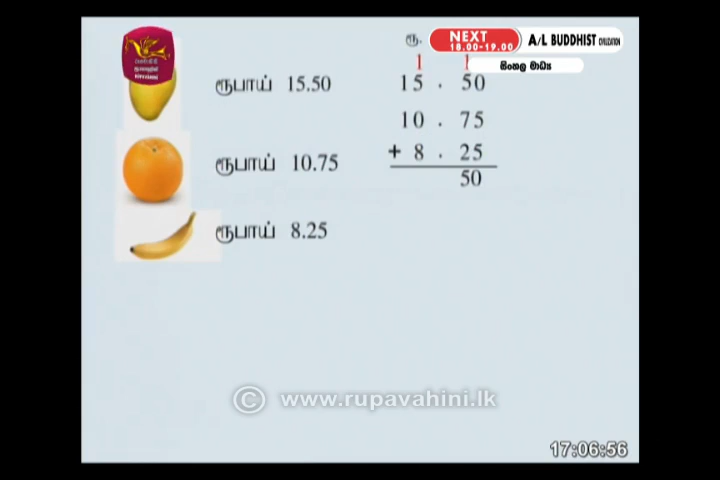 NEXT
18.00-19.00
A/L BUDDHIST CIVILIZATION
සිංහල මාධ්‍ය
ரூ.
1 1
ரூபாய் 15.50
15 . 50
10 . 75
ரூபாய் 10.75
+ 8 . 25
50
ரூபாய் 8.25
© www.rupavahini.lk
17:06:56